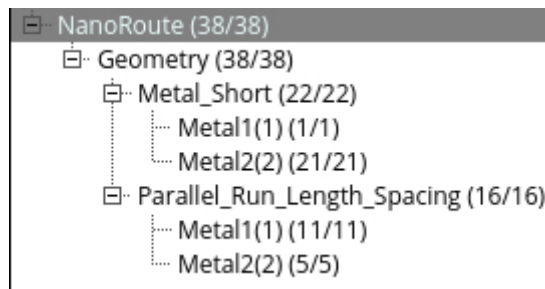 NanoRoute (38/38)
Geometry (38/38)
Metal_Short (22/22)
Metal1(1) (1/1)
Metal2(2) (21/21)
Parallel_Run_Length_Spacing (16/16)
Metal1(1) (11/11)
Metal2(2) (5/5)